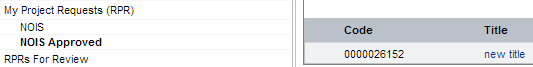 My Project Requests (RPR)
NOIS
NOIS Approved
RPRs For Review
Code Title
0000026152 new title